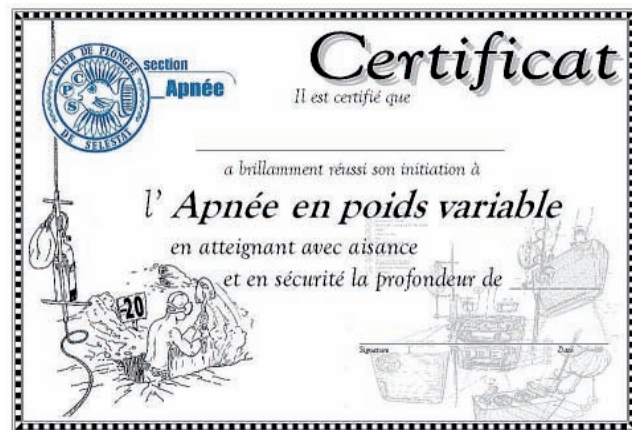 CLUB DE PLONGEE
CPS
DE SELESTAT
section
Apnée
Certificat
Il est certifié que
a brillamment réussi son initiation à
l' Apnée en poids variable
en atteignant avec aisance
et en sécurité la profondeur de
-20
Signature
Date